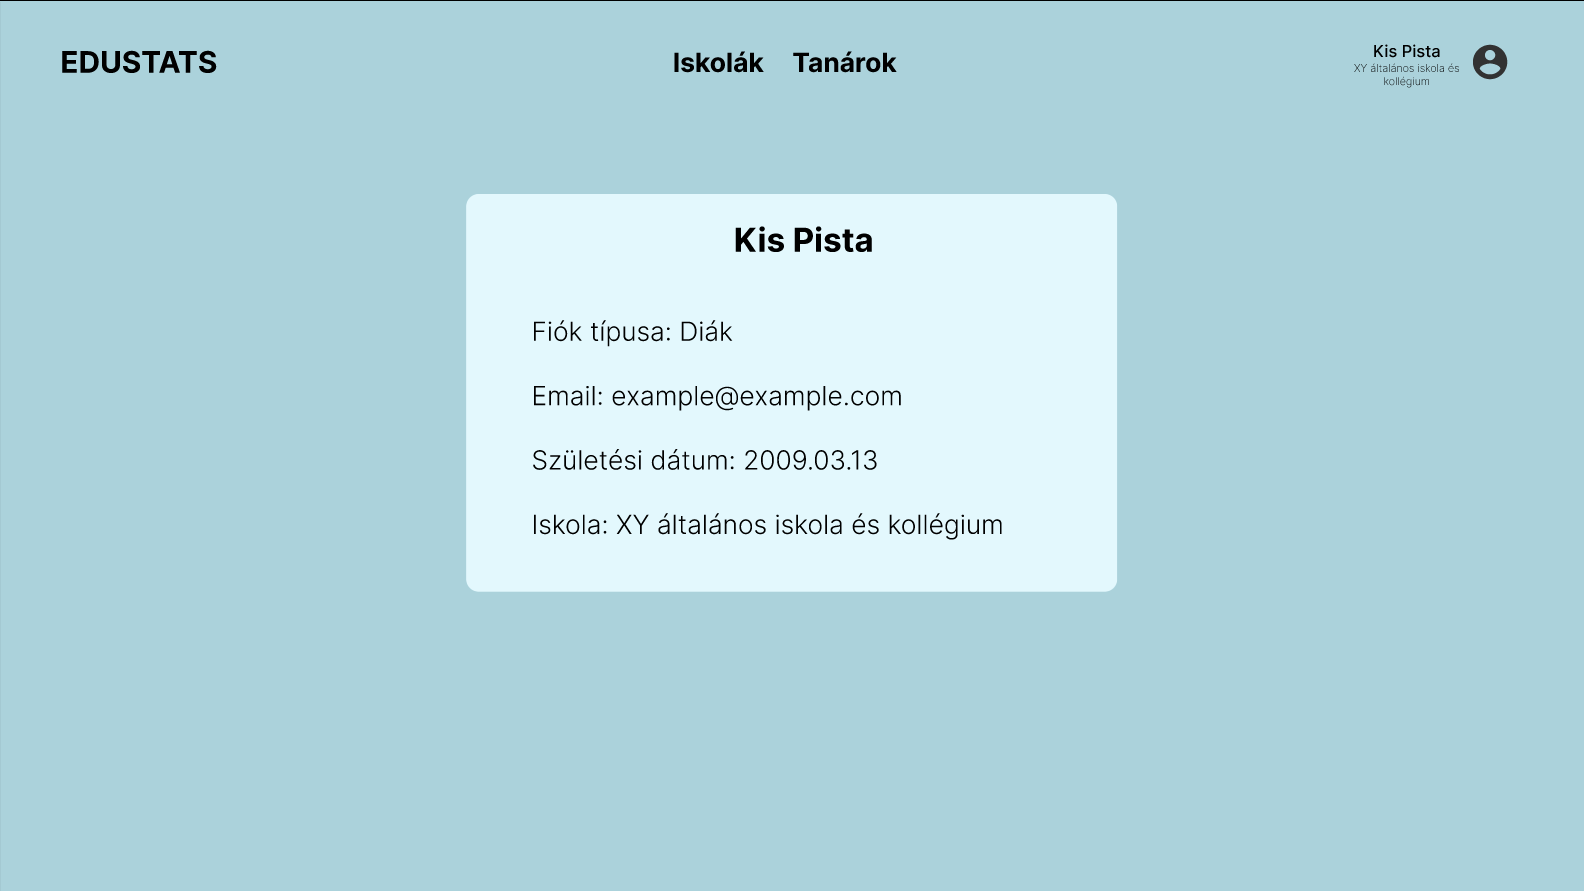 EDUSTATS
Iskolák Tanárok
Kis Pista
XY általános iskola és
kollégium
Kis Pista
Fiók típusa: Diák
Email: example@example.com
Születési dátum: 2009.03.13
Iskola: XY általános iskola és kollégium